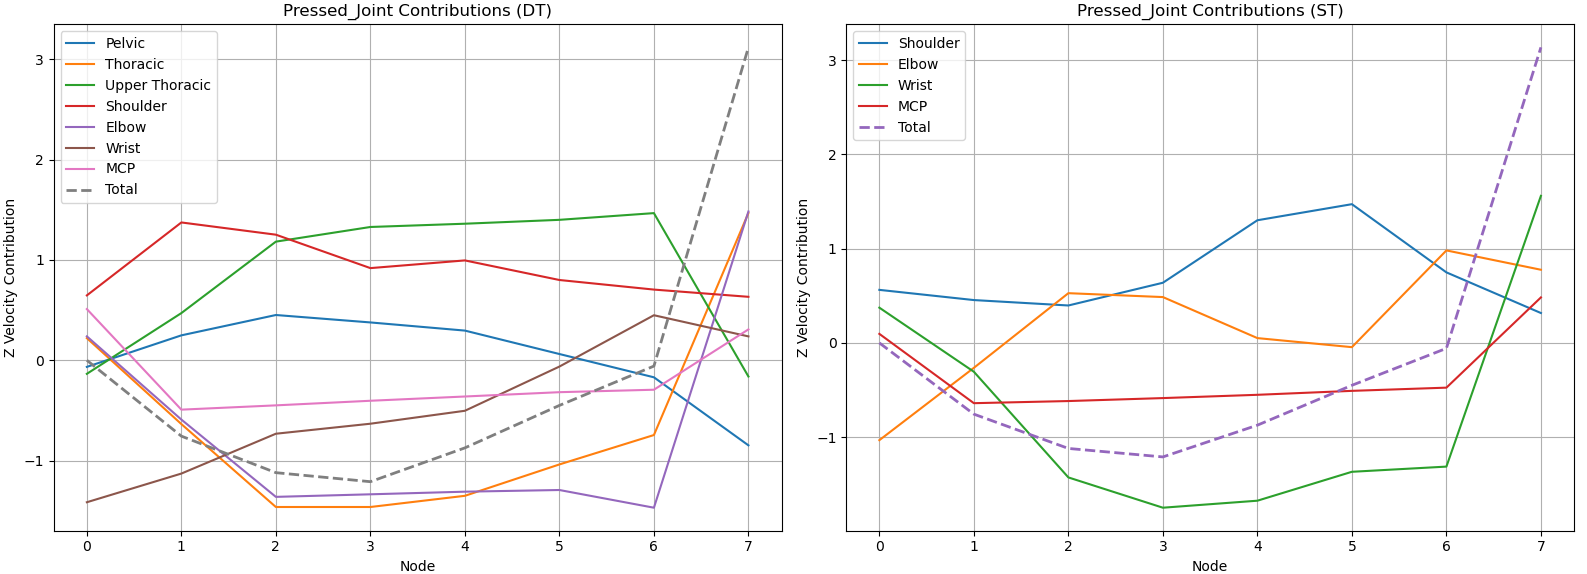 Pressed_Joint Contributions (DT)
Pelvic
Thoracic
Upper Thoracic
Shoulder
Elbow
Wrist
MCP
Total
Z Velocity Contribution
3
2
1
0
−1
0 1 2 3 4 5 6 7
Node
Pressed_Joint Contributions (ST)
Shoulder
Elbow
Wrist
MCP
Total
Z Velocity Contribution
3
2
1
0
−1
0 1 2 3 4 5 6 7
Node